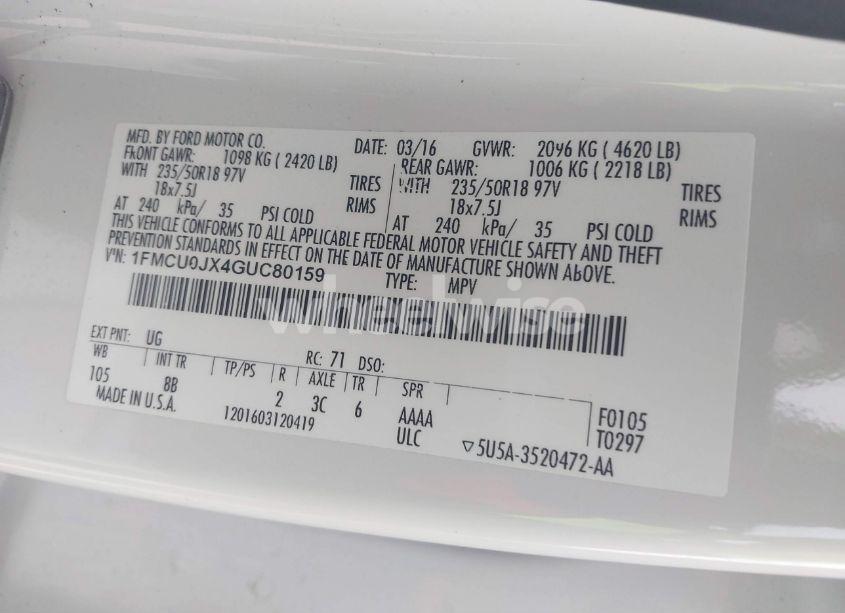 MFD. BY FORD MOTOR CO. DATE: 03/16 GVWR: 2096 KG ( 4620 LB)
FRONT GAWR: 1098 KG ( 2420 LB) REAR GAWR: 1006 KG ( 2218 LB)
WITH 235/50R18 97V TIRES WITH 235/50R18 97V TIRES
18x7.5J RIMS 18x7.5J RIMS
AT 240 kPa/ 35 PSI COLD AT 240 kPa/ 35 PSI COLD
THIS VEHICLE CONFORMS TO ALL APPLICABLE FEDERAL MOTOR VEHICLE SAFETY AND THEFT
PREVENTION STANDARDS IN EFFECT ON THE DATE OF MANUFACTURE SHOWN ABOVE.
VIN: 1FMCU0JX4GUC80159 TYPE: MPV
wheelwise
EXT PNT: UG RC: 71 DSO:
WB INT TR TP/PS R AXLE TR SPR
105 8B 2 3C 6 AAAA F0105
MADE IN U.S.A. 1201603120419 ULC T0297
▽5U5A-3520472-AA